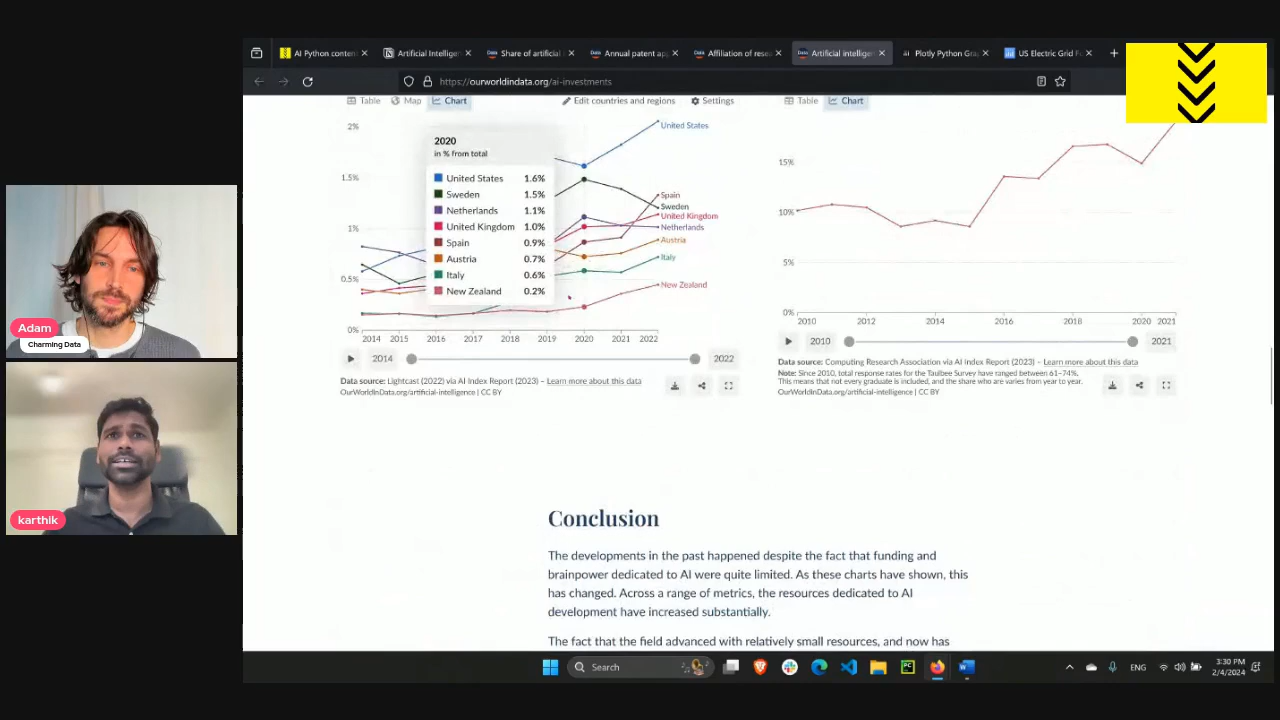 AI Python conten
Artificial Intelligen
Share of artificial i
Annual patent ap
Affiliation of rese
Artificial intellige
Plotly Python Gra
US Electric Grid F
https://ourworldindata.org/ai-investments
Table Map Chart Edit countries and regions Settings
2%
1.5%
1%
0.5%
0%
2020
in % from total
United States 1.6%
Sweden 1.5%
Netherlands 1.1%
United Kingdom 1.0%
Spain 0.9%
Austria 0.7%
Italy 0.6%
New Zealand 0.2%
United States
Spain
Sweden
United Kingdom
Netherlands
Austria
Italy
New Zealand
2014 2015 2016 2017 2018 2019 2020 2021 2022
2014 2022
Data source: Lightcast (2022) via AI Index Report (2023) – Learn more about this data
OurWorldInData.org/artificial-intelligence | CC BY
Table Chart
15%
10%
5%
0%
2010 2012 2014 2016 2018 2020 2021
2010 2021
Data source: Computing Research Association via AI Index Report (2023) – Learn more about this data
Note: Since 2010, total response rates for the Taulbee Survey have ranged between 61–74%.
This means that not every graduate is included, and the share who are varies from year to year.
OurWorldInData.org/artificial-intelligence | CC BY
Conclusion
The developments in the past happened despite the fact that funding and
brainpower dedicated to AI were quite limited. As these charts have shown, this
has changed. Across a range of metrics, the resources dedicated to AI
development have increased substantially.
The fact that the field advanced with relatively small resources, and now has
Adam
Charming Data
karthik
Search
ENG
3:30 PM
2/4/2024